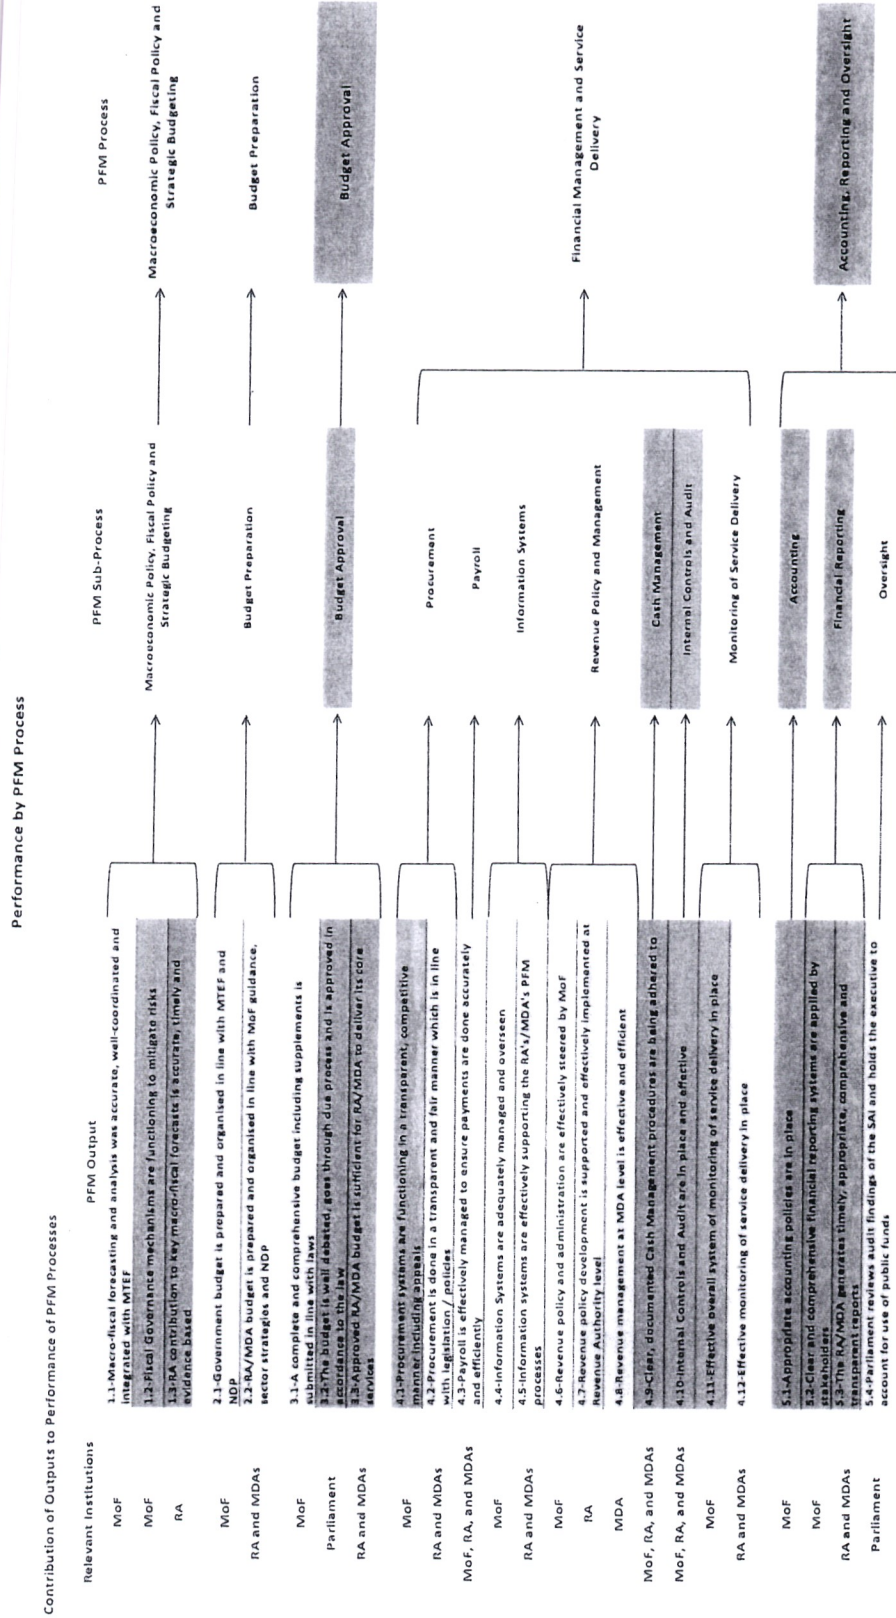 Performance by PFM Process
Contribution of Outputs to Performance of PFM Processes
Relevant Institutions
PFM Output
PFM Sub-Process
PFM Process
MoF
1.1-Macro-fiscal forecasting and analysis was accurate, well-coordinated and
integrated with MTEF
MoF
1.2-Fiscal Governance mechanisms are functioning to mitigate risks
RA
1.3-RA contribution to key macro-fiscal forecasts is accurate, timely and
evidence based
Macroeconomic Policy, Fiscal Policy and
Strategic Budgeting
Macroeconomic Policy, Fiscal Policy and
Strategic Budgeting
MoF
2.1-Government budget is prepared and organised in line with MTEF and
NDP
RA and MDAs
2.2-RA/MDA budget is prepared and organised in line with MoF guidance,
sector strategies and NDP
Budget Preparation
Budget Preparation
MoF
3.1-A complete and comprehensive budget including supplements is
submitted in line with laws
Parliament
3.2-The budget is well debated, goes through due process and is approved in
accordance to the law
RA and MDAs
3.3-Approved RA/MDA budget is sufficient for RA/MDA to deliver its core
services
Budget Approval
Budget Approval
MoF
4.1-Procurement systems are functioning in a transparent, competitive
manner including appeals
RA and MDAs
4.2-Procurement is done in a transparent and fair manner which is in line
with legislation / policies
Procurement
MoF, RA, and MDAs
4.3-Payroll is effectively managed to ensure payments are done accurately
and efficiently
Payroll
MoF
4.4-Information Systems are adequately managed and overseen
RA and MDAs
4.5-Information systems are effectively supporting the RA's/MDA's PFM
processes
Information Systems
MoF
4.6-Revenue policy and administration are effectively steered by MoF
RA
4.7-Revenue policy development is supported and effectively implemented at
Revenue Authority level
MDA
4.8-Revenue management at MDA level is effective and efficient
Revenue Policy and Management
MoF, RA, and MDAs
4.9-Clear, documented Cash Management procedures are being adhered to
Cash Management
MoF, RA, and MDAs
4.10-Internal Controls and Audit are in place and effective
Internal Controls and Audit
MoF
4.11-Effective overall system of monitoring of service delivery in place
RA and MDAs
4.12-Effective monitoring of service delivery in place
Monitoring of Service Delivery
Financial Management and Service
Delivery
MoF
5.1-Appropriate accounting policies are in place
Accounting
MoF
5.2-Clear and comprehensive financial reporting systems are applied by
stakeholders
RA and MDAs
5.3-The RA/MDA generates timely, appropriate, comprehensive and
transparent reports
Financial Reporting
Parliament
5.4-Parliament reviews audit findings of the SAI and holds the executive to
account for use of public funds
Oversight
Accounting, Reporting and Oversight